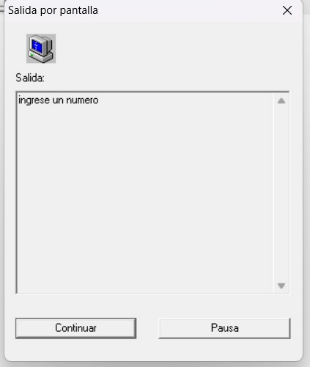 Salida por pantalla
Salida:
ingrese un numero
Continuar
Pausa